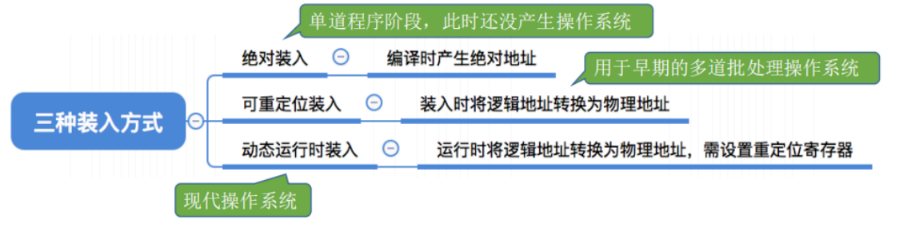 单道程序阶段，此时还没产生操作系统
绝对装入
编译时产生绝对地址
用于早期的多道批处理操作系统
三种装入方式
可重定位装入
装入时将逻辑地址转换为物理地址
动态运行时装入
运行时将逻辑地址转换为物理地址，需设置重定位寄存器
现代操作系统